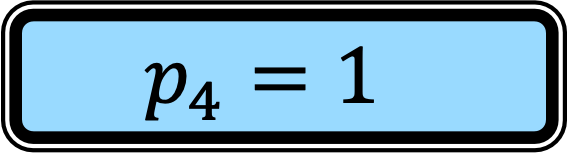 p₄ = 1